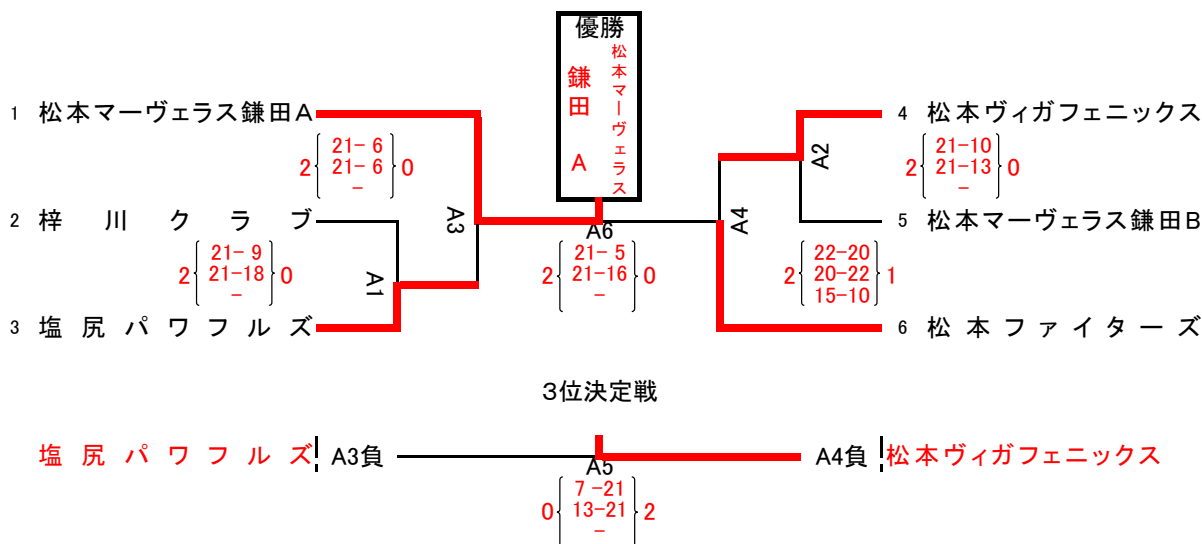 優勝
松本マーヴェラス
鎌田 A
1 松本マーヴェラス鎌田A
2 { 21- 6 21- 6 - } 0
2 梓川クラブ
2 { 21- 9 21-18 - } 0
3 塩尻パワフルズ
A1
A3
A6
2 { 21- 5 21-16 - } 0
4 松本ヴィガフェニックス
A2
2 { 21-10 21-13 - } 0
5 松本マーヴェラス鎌田B
A4
2 { 22-20 20-22 15-10 } 1
6 松本ファイターズ
3位決定戦
塩尻パワフルズ A3負
A5
A4負 松本ヴィガフェニックス
0 { 7 -21 13-21 - } 2